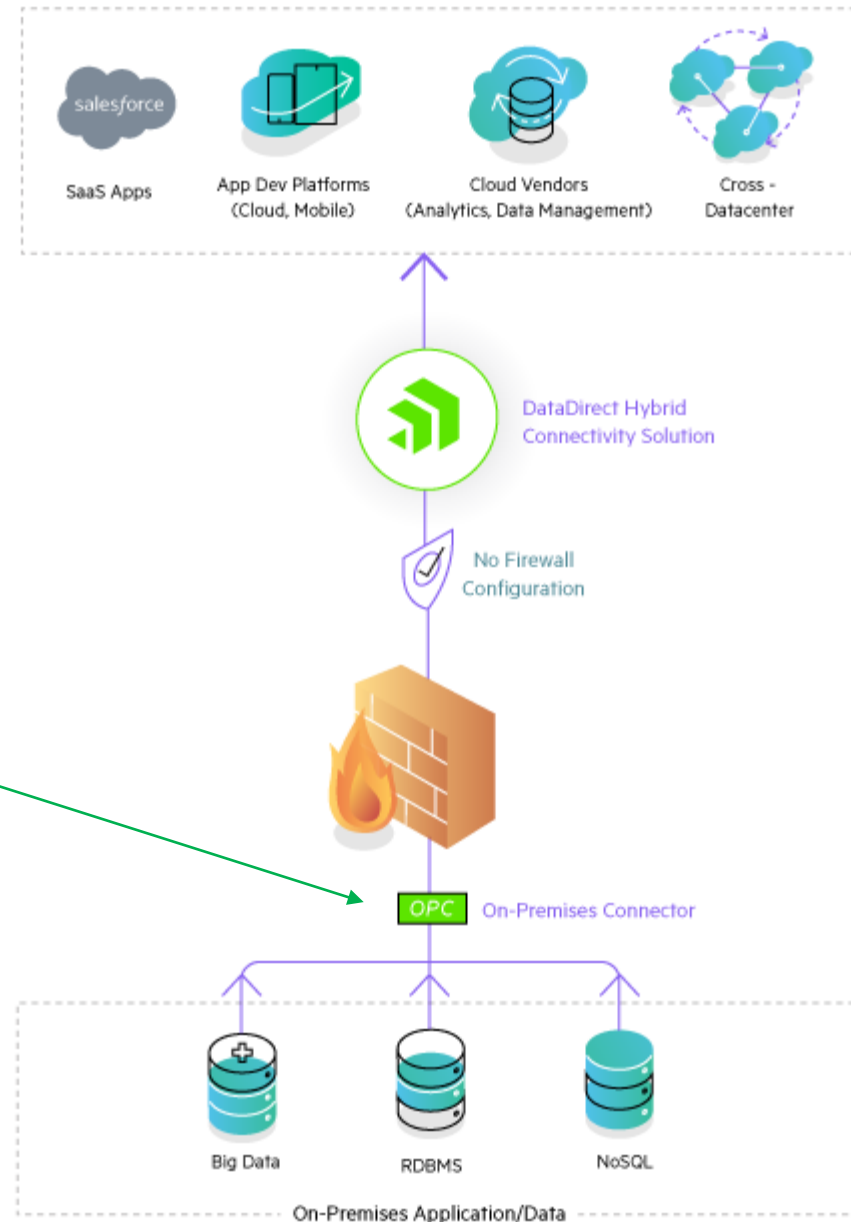 salesforce
SaaS Apps
App Dev Platforms
(Cloud, Mobile)
Cloud Vendors
(Analytics, Data Management)
Cross -
Datacenter
DataDirect Hybrid
Connectivity Solution
No Firewall
Configuration
OPC
On-Premises Connector
Big Data
RDBMS
NoSQL
On-Premises Application/Data